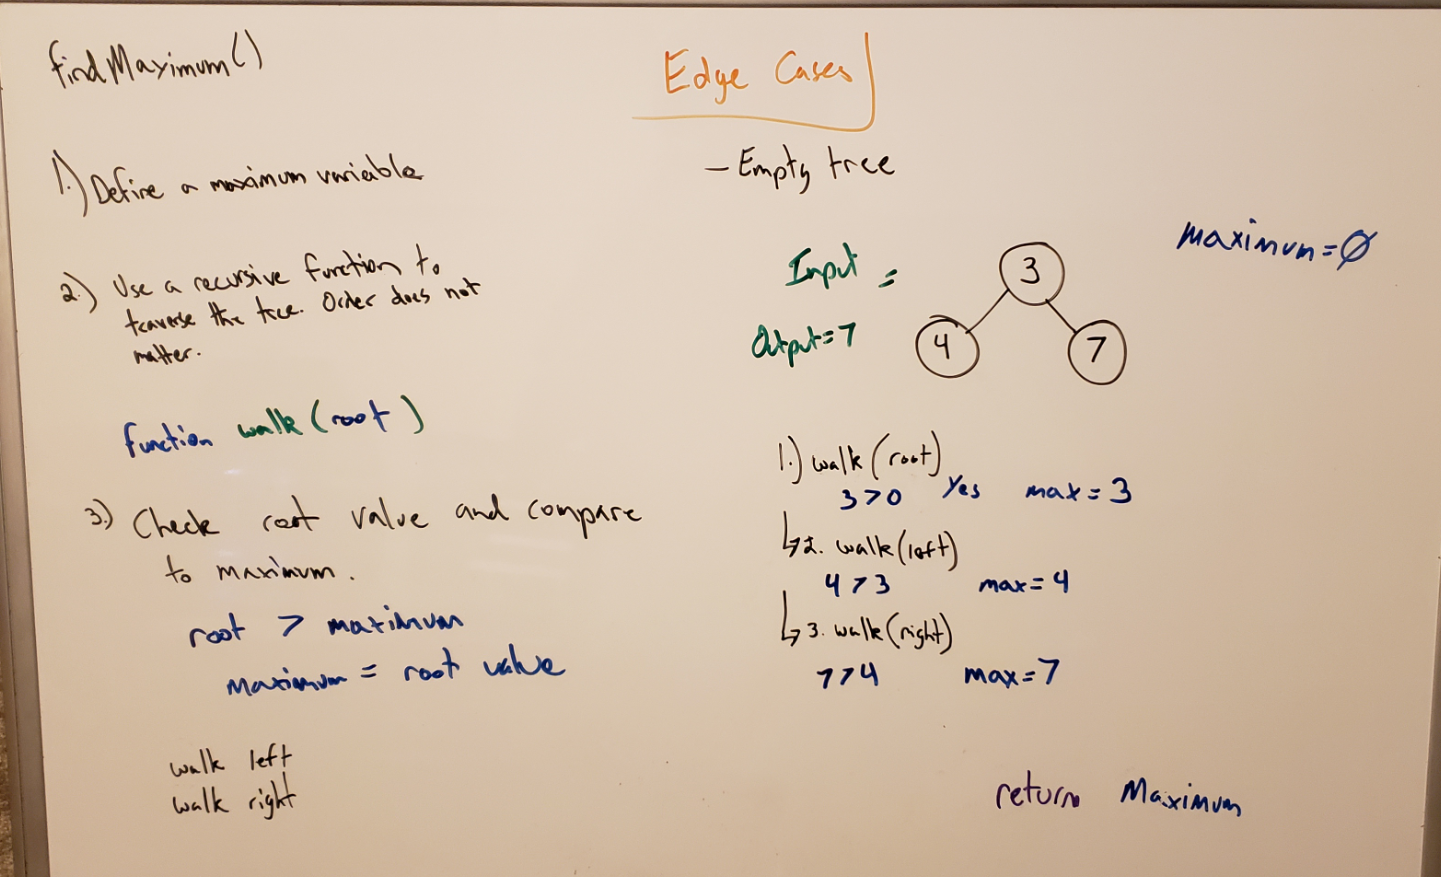 findMaximum()
1.) Define a maximum variable
2.) Use a recursive function to
traverse the tree. Order does not
matter.
function walk (root)
3.) Check root value and compare
to maximum.
root > maximum
maximum = root value
walk left
walk right
Edge Cases
- Empty tree
Input =
Output = 7
3
4
7
maximum = 0
1.) walk (root)
3 > 0 Yes max = 3
↳ 2. walk (left)
4 > 3 max = 4
↳ 3. walk (right)
7 > 4 max = 7
return Maximum